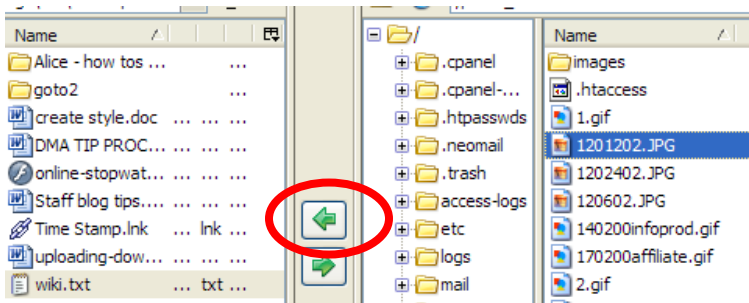 Name
Alice - how tos ... ...
goto2 ...
create style.doc ... ... ...
DMA TIP PROC... ... ... ...
online-stopwat... ... ... ...
Staff blog tips.... ... ... ...
Time Stamp.lnk ... lnk ...
uploading-dow... ... ... ...
wiki.txt ... txt ...
/
.cpanel
.cpanel-...
.htpasswds
.neomail
.trash
access-logs
etc
logs
mail
Name
images
.htaccess
1.gif
1201202.JPG
1202402.JPG
120602.JPG
140200infoprod.gif
170200affiliate.gif
2.gif